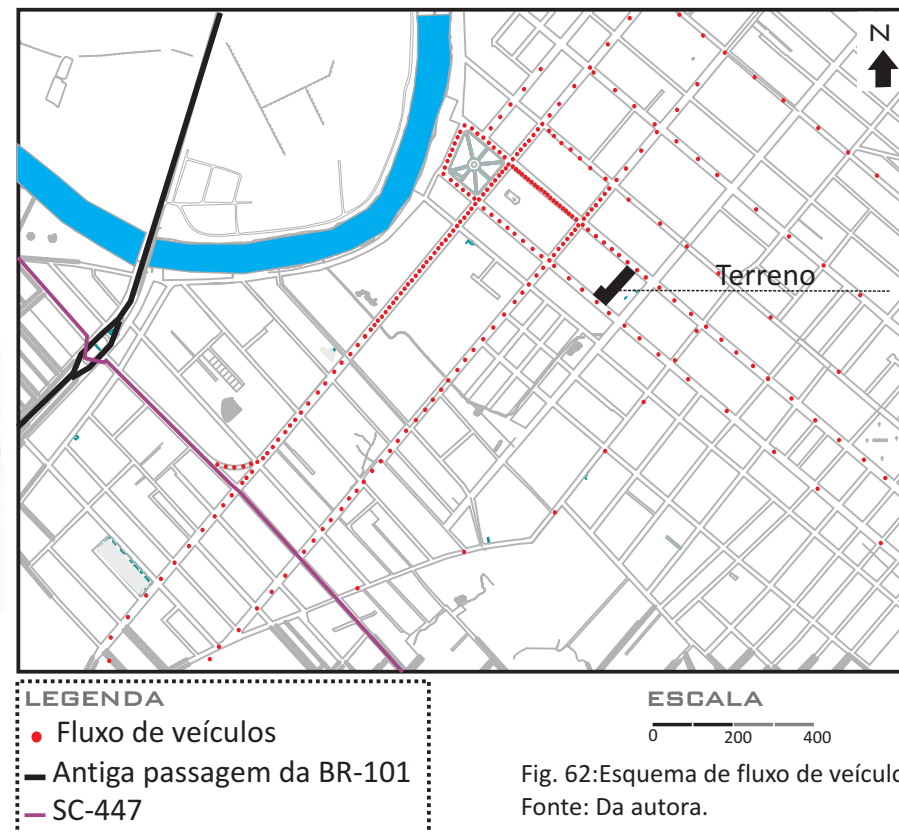 N
Terreno
LEGENDA
Fluxo de veículos
Antiga passagem da BR-101
SC-447
ESCALA
0 200 400
Fig. 62:Esquema de fluxo de veículo
Fonte: Da autora.